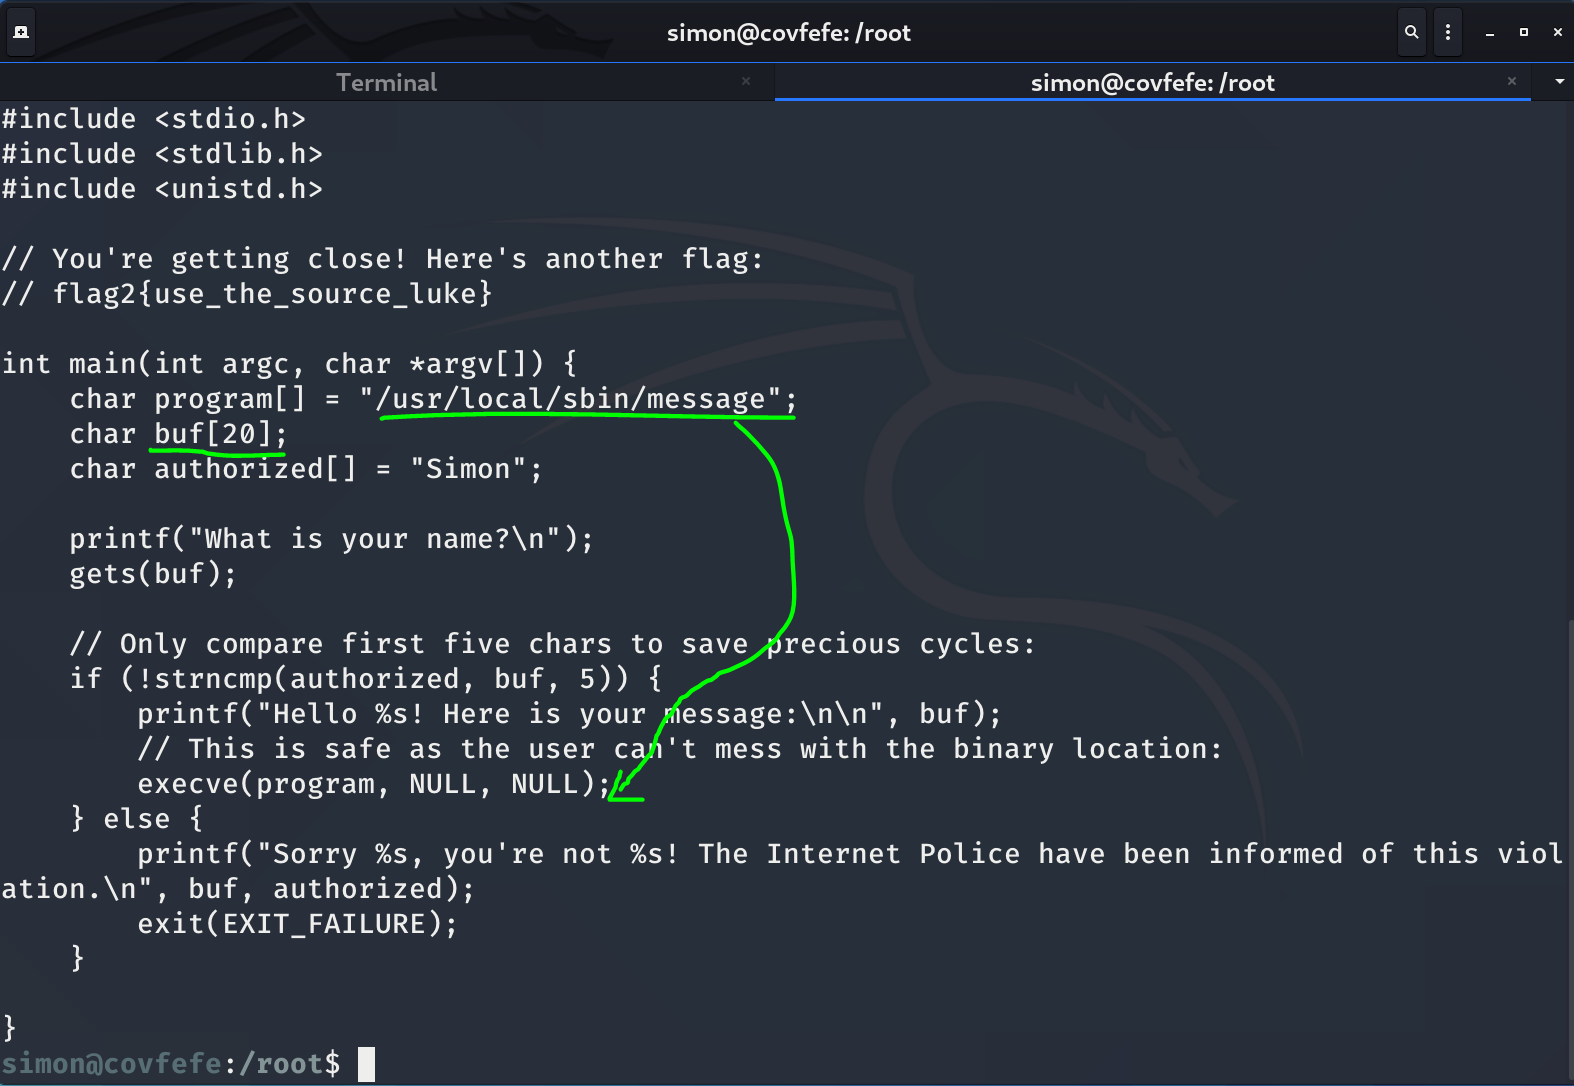 simon@covfefe: /root
Terminal
simon@covfefe: /root
#include <stdio.h>
#include <stdlib.h>
#include <unistd.h>
// You're getting close! Here's another flag:
// flag2{use_the_source_luke}
int main(int argc, char *argv[]) {
    char program[] = "/usr/local/sbin/message";
    char buf[20];
    char authorized[] = "Simon";
    printf("What is your name?\n");
    gets(buf);
    // Only compare first five chars to save precious cycles:
    if (!strncmp(authorized, buf, 5)) {
        printf("Hello %s! Here is your message:\n\n", buf);
        // This is safe as the user can't mess with the binary location:
        execve(program, NULL, NULL);
    } else {
        printf("Sorry %s, you're not %s! The Internet Police have been informed of this viol
ation.\n", buf, authorized);
        exit(EXIT_FAILURE);
    }
}
simon@covfefe:/root$